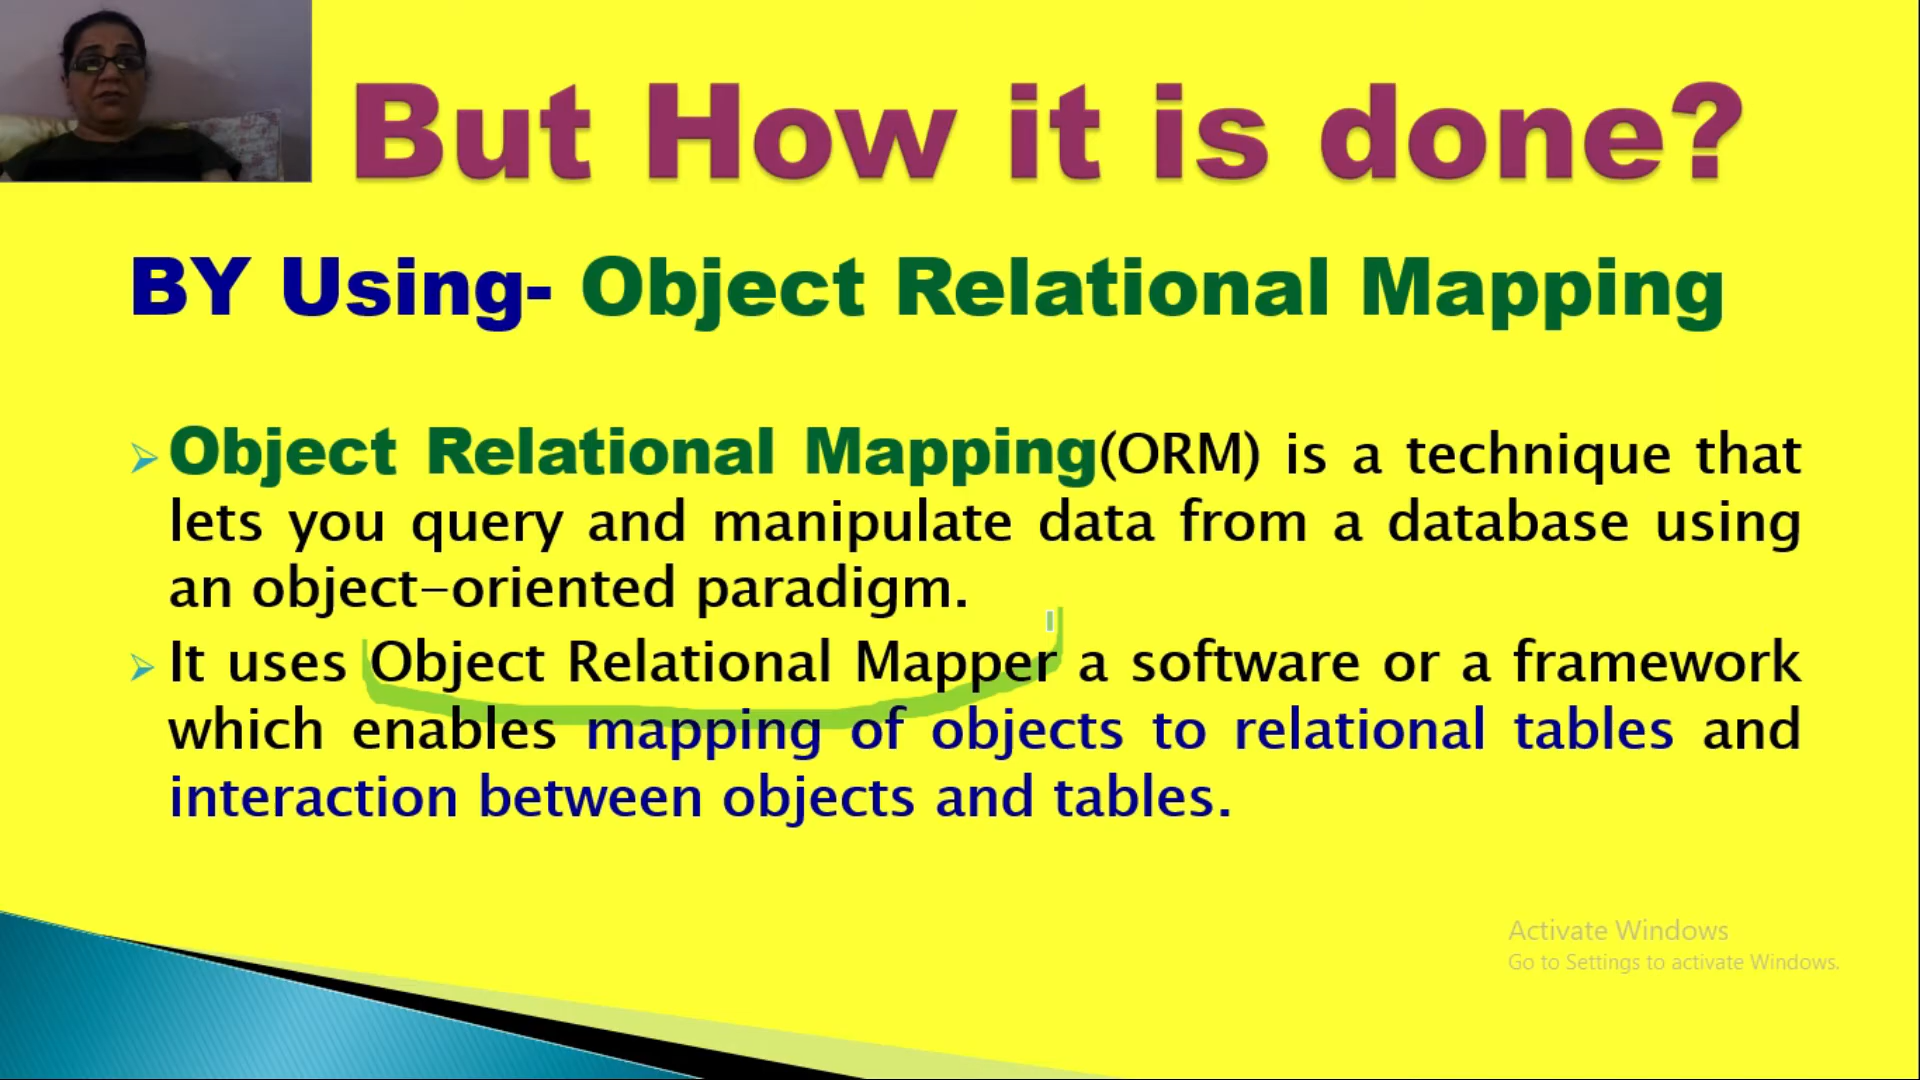 But How it is done?
BY Using- Object Relational Mapping
Object Relational Mapping(ORM) is a technique that
lets you query and manipulate data from a database using
an object-oriented paradigm.
It uses Object Relational Mapper a software or a framework
which enables mapping of objects to relational tables and
interaction between objects and tables.
Activate Windows
Go to Settings to activate Windows.